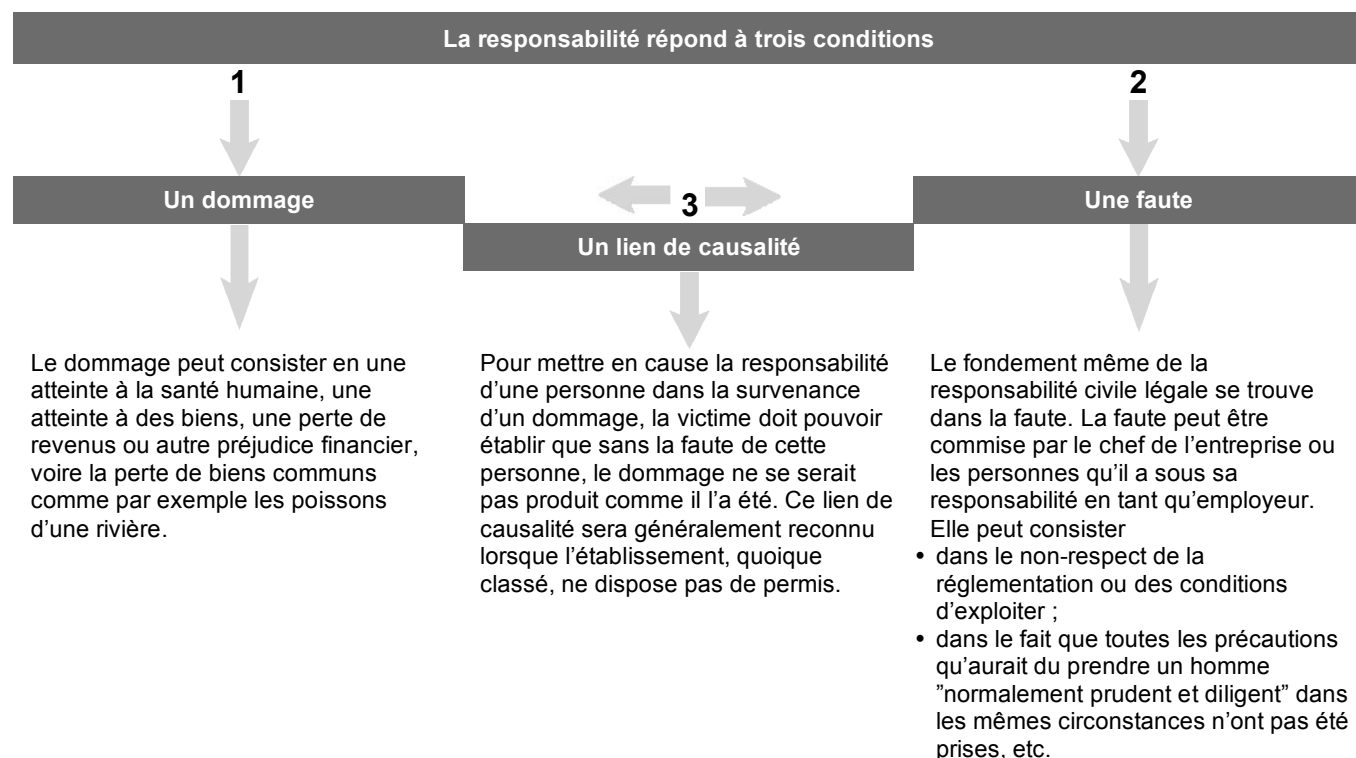 La responsabilité répond à trois conditions
1
2
Un dommage
3
Une faute
Un lien de causalité
Le dommage peut consister en une
atteinte à la santé humaine, une
atteinte à des biens, une perte de
revenus ou autre préjudice financier,
voire la perte de biens communs
comme par exemple les poissons
d’une rivière.
Pour mettre en cause la responsabilité
d’une personne dans la survenance
d’un dommage, la victime doit pouvoir
établir que sans la faute de cette
personne, le dommage ne se serait
pas produit comme il l’a été. Ce lien de
causalité sera généralement reconnu
lorsque l’établissement, quoique
classé, ne dispose pas de permis.
Le fondement même de la
responsabilité civile légale se trouve
dans la faute. La faute peut être
commise par le chef de l’entreprise ou
les personnes qu’il a sous sa
responsabilité en tant qu’employeur.
Elle peut consister
• dans le non-respect de la
réglementation ou des conditions
d’exploiter ;
• dans le fait que toutes les précautions
qu’aurait du prendre un homme
”normalement prudent et diligent” dans
les mêmes circonstances n’ont pas été
prises, etc.